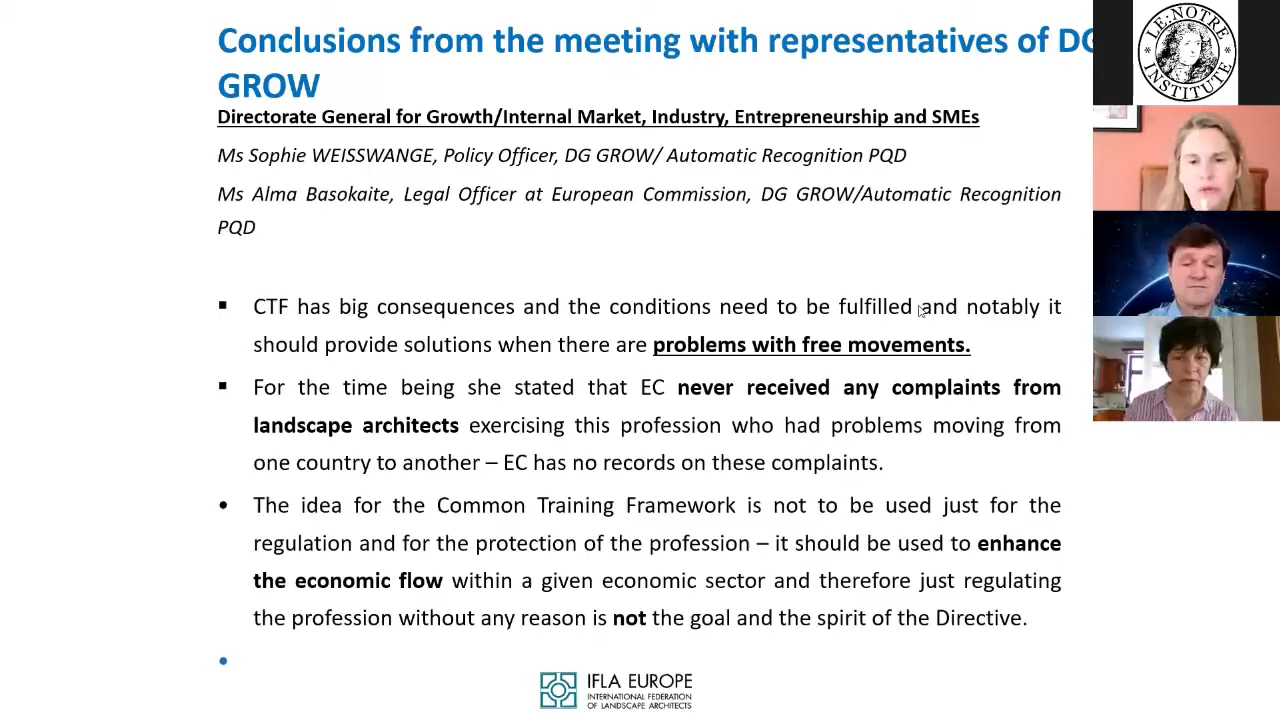 Conclusions from the meeting with representatives of DG
GROW
Directorate General for Growth/Internal Market, Industry, Entrepreneurship and SMEs
Ms Sophie WEISSWANGE, Policy Officer, DG GROW/ Automatic Recognition PQD
Ms Alma Basokaite, Legal Officer at European Commission, DG GROW/Automatic Recognition
PQD
▪ CTF has big consequences and the conditions need to be fulfilled and notably it
should provide solutions when there are problems with free movements.
▪ For the time being she stated that EC never received any complaints from
landscape architects exercising this profession who had problems moving from
one country to another – EC has no records on these complaints.
• The idea for the Common Training Framework is not to be used just for the
regulation and for the protection of the profession – it should be used to enhance
the economic flow within a given economic sector and therefore just regulating
the profession without any reason is not the goal and the spirit of the Directive.
•
IFLA EUROPE
INTERNATIONAL FEDERATION
OF LANDSCAPE ARCHITECTS
LE:NOTRE
INSTITUTE